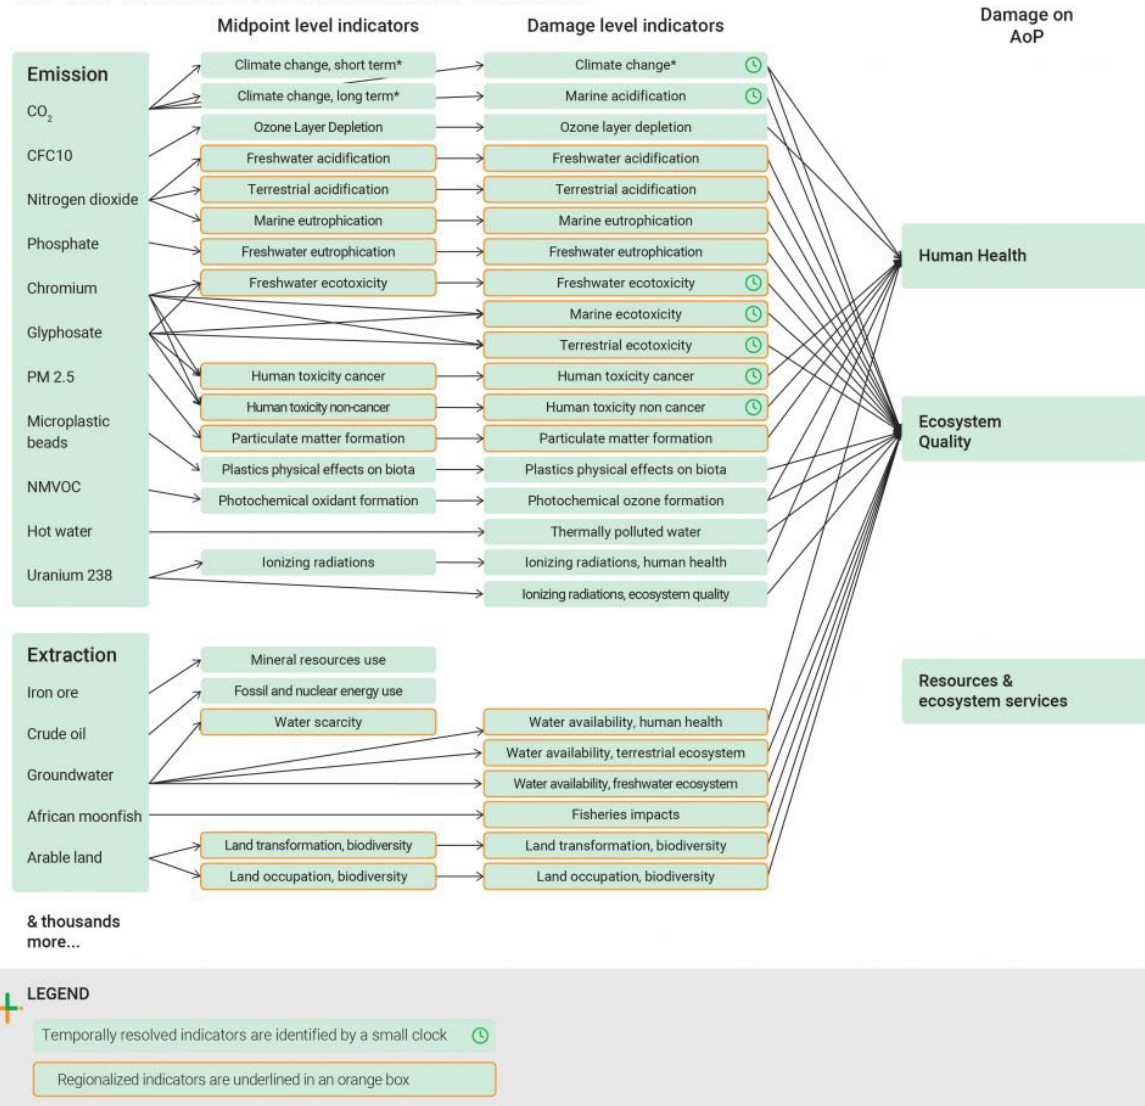 Midpoint level indicators
Damage level indicators
Damage on
AoP
Emission
CO2
CFC10
Nitrogen dioxide
Phosphate
Chromium
Glyphosate
PM 2.5
Microplastic
beads
NMVOC
Hot water
Uranium 238
Climate change, short term*
Climate change, long term*
Ozone Layer Depletion
Freshwater acidification
Terrestrial acidification
Marine eutrophication
Freshwater eutrophication
Freshwater ecotoxicity
Human toxicity cancer
Human toxicity non-cancer
Particulate matter formation
Plastics physical effects on biota
Photochemical oxidant formation
Ionizing radiations
Climate change*
Marine acidification
Ozone layer depletion
Freshwater acidification
Terrestrial acidification
Marine eutrophication
Freshwater eutrophication
Freshwater ecotoxicity
Marine ecotoxicity
Terrestrial ecotoxicity
Human toxicity cancer
Human toxicity non cancer
Particulate matter formation
Plastics physical effects on biota
Photochemical ozone formation
Thermally polluted water
Ionizing radiations, human health
Ionizing radiations, ecosystem quality
Human Health
Ecosystem
Quality
Extraction
Iron ore
Crude oil
Groundwater
African moonfish
Arable land
Mineral resources use
Fossil and nuclear energy use
Water scarcity
Land transformation, biodiversity
Land occupation, biodiversity
Water availability, human health
Water availability, terrestrial ecosystem
Water availability, freshwater ecosystem
Fisheries impacts
Land transformation, biodiversity
Land occupation, biodiversity
Resources &
ecosystem services
& thousands
more...
LEGEND
Temporally resolved indicators are identified by a small clock
Regionalized indicators are underlined in an orange box